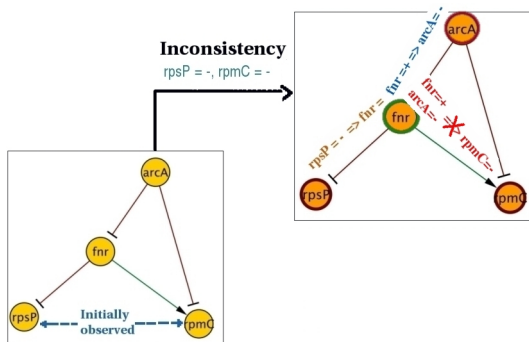 Inconsistency
rpsP = -, rpmC = -
arcA
fnr
rpsP
rpmC
Initially
observed
arcA
fnr
rpsP
rpmC
rpsP = - => fnr =
fnr =+ => arcA= -
fnr=+
arcA=-
=> rpmC=-